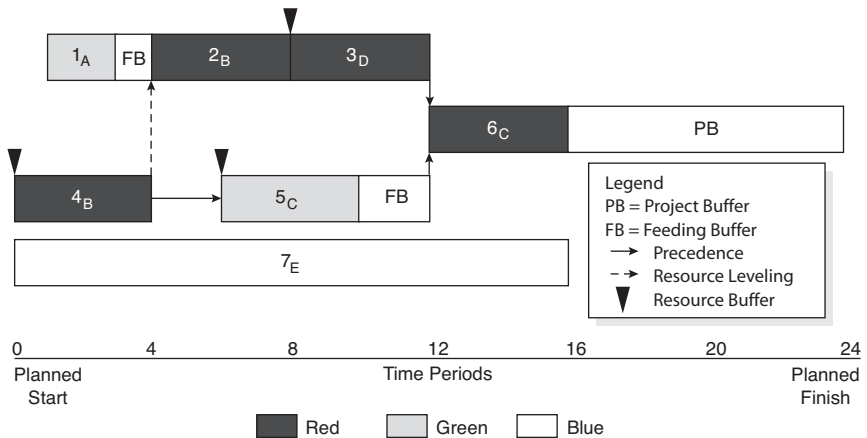 1A FB 2B 3D
6C PB
4B 5C FB
7E
Legend
PB = Project Buffer
FB = Feeding Buffer
Precedence
Resource Leveling
Resource Buffer
0 4 8 12 16 20 24
Planned Start
Time Periods
Planned Finish
Red Green Blue